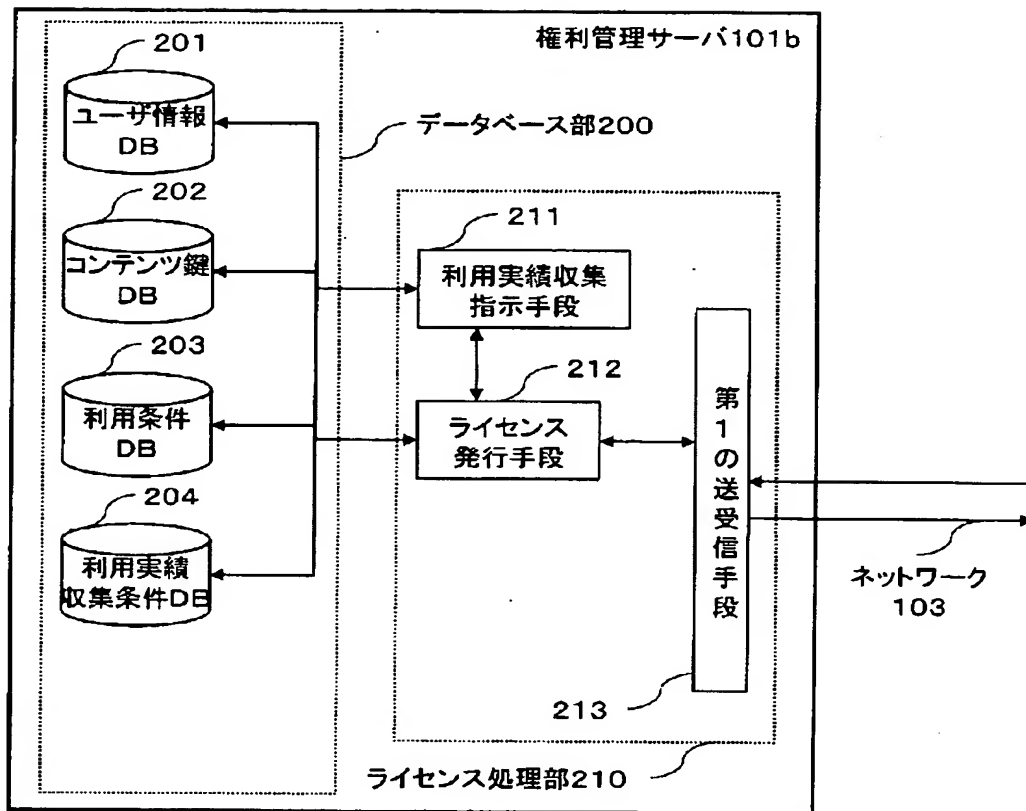 権利管理サーバ101b
201
ユーザ情報
DB
データベース部200
202
コンテンツ鍵
DB
203
利用条件
DB
204
利用実績
収集条件DB
211
利用実績収集
指示手段
212
ライセンス
発行手段
第1の送受信手段
213
ネットワーク
103
ライセンス処理部210